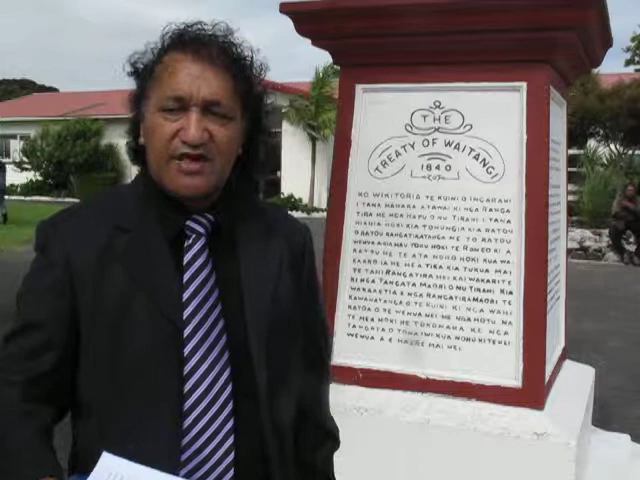 THE
TREATY OF WAITANGI
1840
KO WIKITORIA TE KUINI O INGARANI
I TANA MAHARA ATAWAI KI NGA RANGA
TIRA ME NGA HAPU O NU TIRANI I TANA
HIAHIA HOKI KIA TOHUNGIA KIA RATOU
O RATOU RANGATIRATANGA ME TO RATOU
WENUA A KIA MAU TONU HOKI TE RONGO KI A
RATOU ME TE ATA NOHO HOKI KUA WA
KAARO IA HE MEA TIKA KIA TUKUA MAI
TE TAHI RANGATIRA HEI KAI WAKARITE
KI NGA TANGATA MAORI O NU TIRANI KIA
WAKAAETIA E NGA RANGATIRA MAORI TE
KAWANATANGA O TE KUINI KI NGA WAHI
KATOA O TE WENUA NEI ME NGA MOTU NA
TE MEA HOKI HE TOKOMAHA KE NGA
TANGATA O TONA IWI KUA NOHO KI TENEI
WENUA A E HAERE MAI NEI